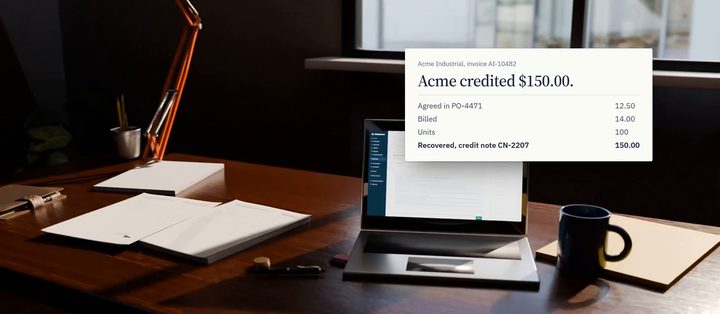 Acme Industrial, invoice AI-10482
Acme credited $150.00.
Agreed in PO-4471 12.50
Billed 14.00
Units 100
Recovered, credit note CN-2207 150.00